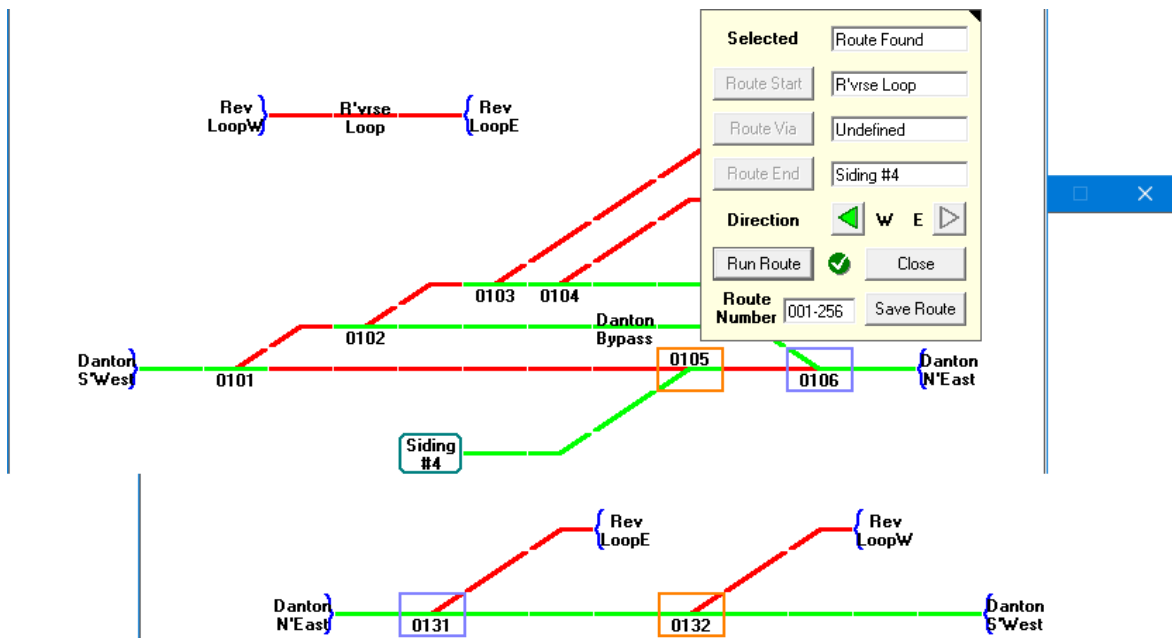 Selected
Route Found
Route Start
R'vrse Loop
Route Via
Undefined
Route End
Siding #4
Direction
W
E
Run Route
Close
Route
Number
001-256
Save Route
Rev
LoopW
R'vrse
Loop
Rev
LoopE
0103
0104
0102
Danton
Bypass
Danton
S'West
0101
0105
0106
Danton
N'East
Siding
#4
Rev
LoopE
Rev
LoopW
Danton
N'East
0131
0132
Danton
S'West